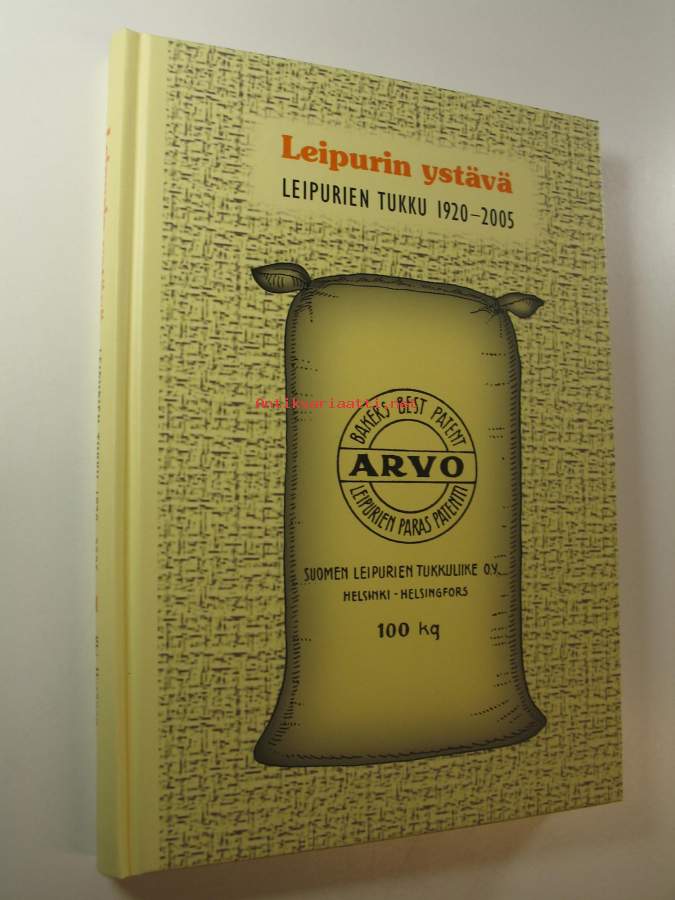 Leipurin ystävä
LEIPURIEN TUKKU 1920–2005
Antikvariaatti.net
BAKERS BEST PATENT
ARVO
LEIPURIEN PARAS PATENTTI
SUOMEN LEIPURIEN TUKKULIIKE O.Y.
HELSINKI - HELSINGFORS
100 kg